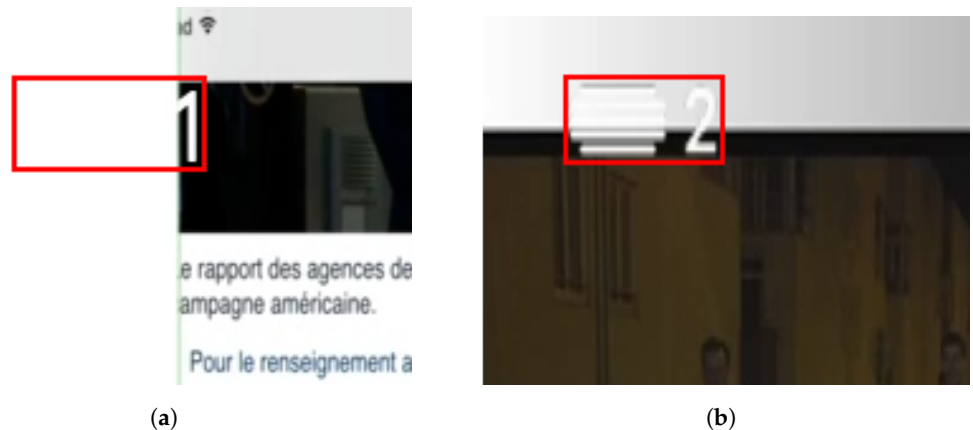 1
e rapport des agences de
ampagne américaine.
Pour le renseignement a
2
(a)
(b)